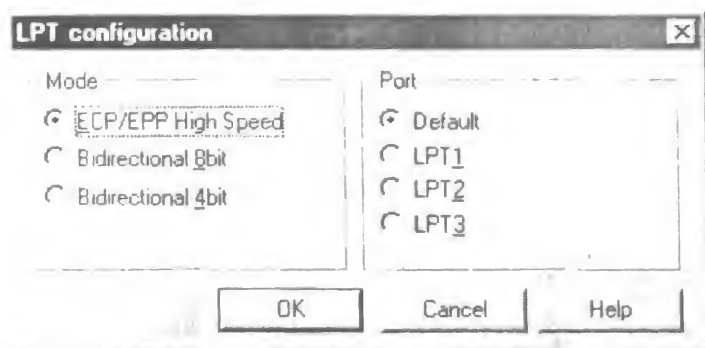 LPT configuration
Mode
ECP/EPP High Speed
Bidirectional 8bit
Bidirectional 4bit
Port
Default
LPT1
LPT2
LPT3
OK
Cancel
Help